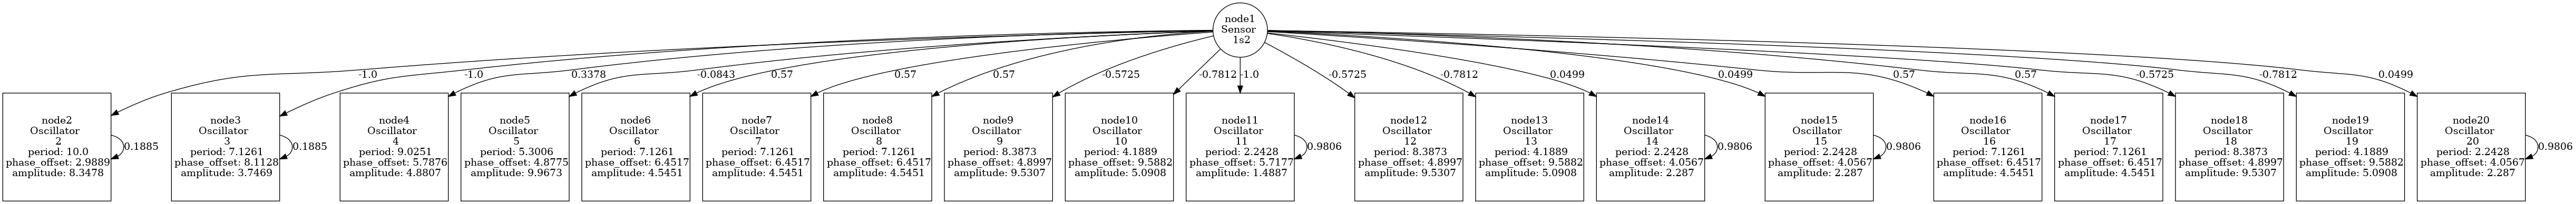 node1
Sensor
1s2
-1.0
-1.0
0.3378
-0.0843
0.57
0.57
0.57
-0.5725
-0.7812
-1.0
-0.5725
-0.7812
0.0499
0.0499
0.57
0.57
-0.5725
-0.7812
0.0499
node2
Oscillator
2
period: 10.0
phase_offset: 2.9889
amplitude: 8.3478
0.1885
node3
Oscillator
3
period: 7.1261
phase_offset: 8.1128
amplitude: 3.7469
0.1885
node4
Oscillator
4
period: 9.0251
phase_offset: 5.7876
amplitude: 4.8807
node5
Oscillator
5
period: 5.3006
phase_offset: 4.8775
amplitude: 9.9673
node6
Oscillator
6
period: 7.1261
phase_offset: 6.4517
amplitude: 4.5451
node7
Oscillator
7
period: 7.1261
phase_offset: 6.4517
amplitude: 4.5451
node8
Oscillator
8
period: 7.1261
phase_offset: 6.4517
amplitude: 4.5451
node9
Oscillator
9
period: 8.3873
phase_offset: 4.8997
amplitude: 9.5307
node10
Oscillator
10
period: 4.1889
phase_offset: 9.5882
amplitude: 5.0908
node11
Oscillator
11
period: 2.2428
phase_offset: 5.7177
amplitude: 1.4887
0.9806
node12
Oscillator
12
period: 8.3873
phase_offset: 4.8997
amplitude: 9.5307
node13
Oscillator
13
period: 4.1889
phase_offset: 9.5882
amplitude: 5.0908
node14
Oscillator
14
period: 2.2428
phase_offset: 4.0567
amplitude: 2.287
0.9806
node15
Oscillator
15
period: 2.2428
phase_offset: 4.0567
amplitude: 2.287
0.9806
node16
Oscillator
16
period: 7.1261
phase_offset: 6.4517
amplitude: 4.5451
node17
Oscillator
17
period: 7.1261
phase_offset: 6.4517
amplitude: 4.5451
node18
Oscillator
18
period: 8.3873
phase_offset: 4.8997
amplitude: 9.5307
node19
Oscillator
19
period: 4.1889
phase_offset: 9.5882
amplitude: 5.0908
node20
Oscillator
20
period: 2.2428
phase_offset: 4.0567
amplitude: 2.287
0.9806